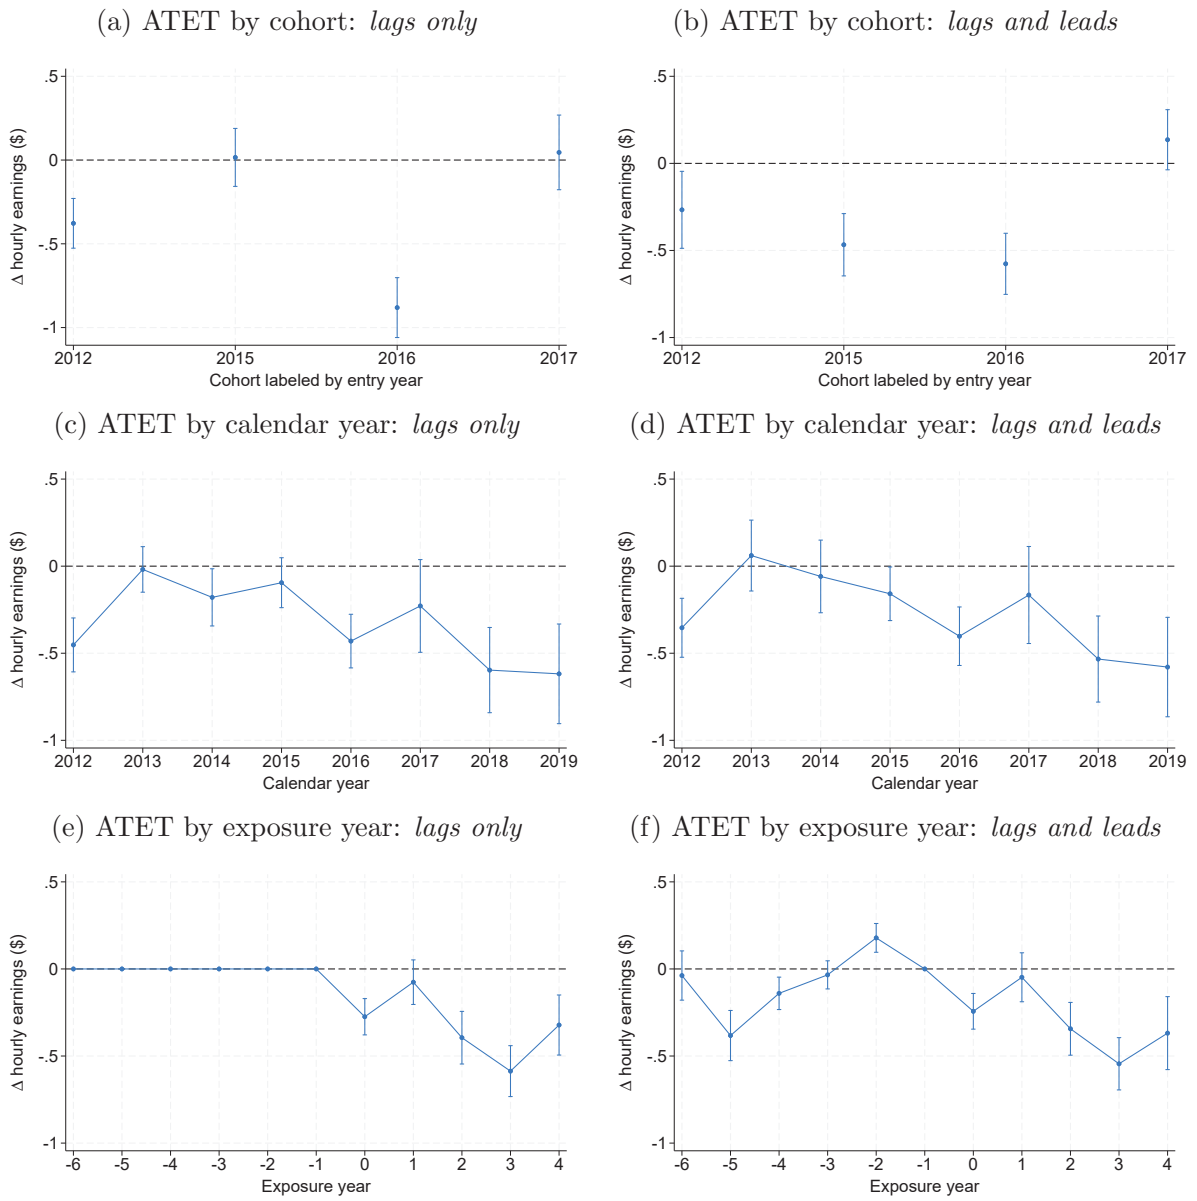 (a) ATET by cohort: lags only
(b) ATET by cohort: lags and leads
Δ hourly earnings ($)
.5
0
-.5
-1
2012 2015 2016 2017
Cohort labeled by entry year
Δ hourly earnings ($)
.5
0
-.5
-1
2012 2015 2016 2017
Cohort labeled by entry year
(c) ATET by calendar year: lags only
(d) ATET by calendar year: lags and leads
Δ hourly earnings ($)
.5
0
-.5
-1
2012 2013 2014 2015 2016 2017 2018 2019
Calendar year
Δ hourly earnings ($)
.5
0
-.5
-1
2012 2013 2014 2015 2016 2017 2018 2019
Calendar year
(e) ATET by exposure year: lags only
(f) ATET by exposure year: lags and leads
Δ hourly earnings ($)
.5
0
-.5
-1
-6 -5 -4 -3 -2 -1 0 1 2 3 4
Exposure year
Δ hourly earnings ($)
.5
0
-.5
-1
-6 -5 -4 -3 -2 -1 0 1 2 3 4
Exposure year